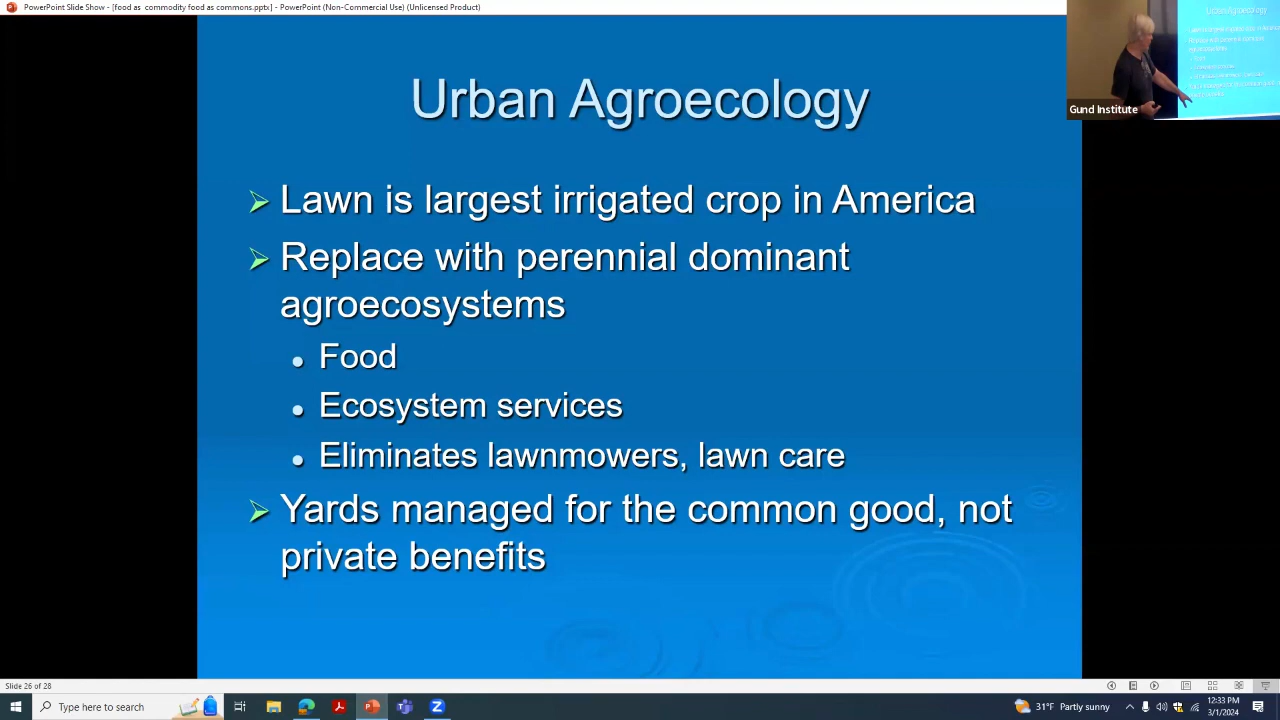 PowerPoint Slide Show - [food as commodity food as commons.pptx] - PowerPoint (Non-Commercial Use) (Unlicensed Product)
Urban Agroecology
Gund Institute
Urban Agroecology
Lawn is largest irrigated crop in America
Replace with perennial dominant
agroecosystems
Food
Ecosystem services
Eliminates lawnmowers, lawn care
Yards managed for the common good, not
private benefits
Slide 26 of 28
Type here to search
31°F Partly sunny
12:33 PM
3/1/2024